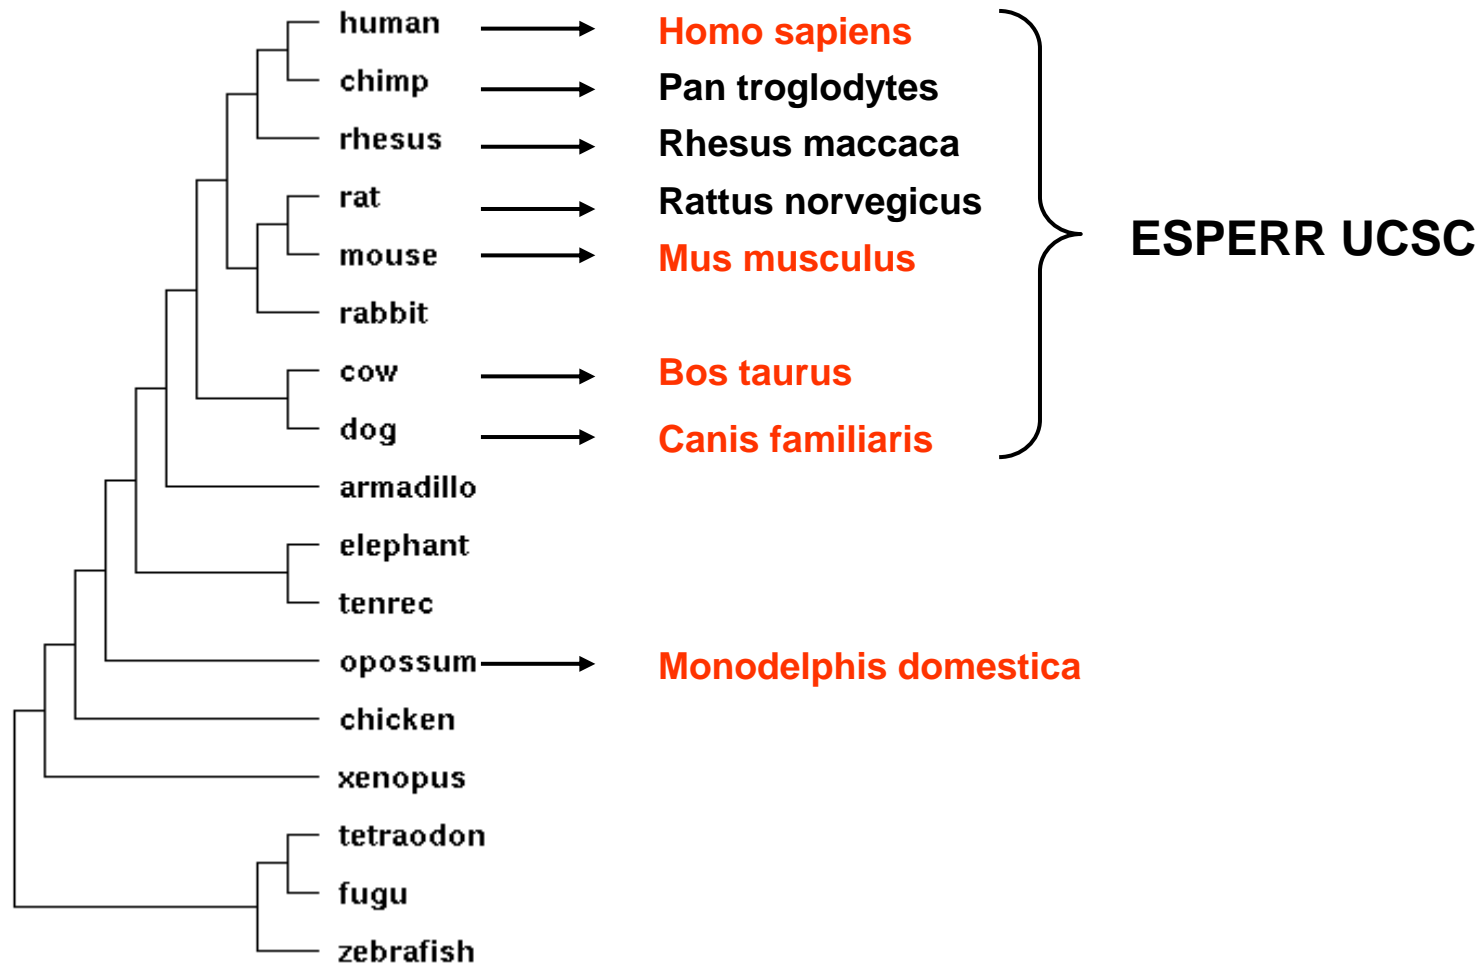 human Homo sapiens
chimp Pan troglodytes
rhesus Rhesus maccaca
rat Rattus norvegicus
mouse Mus musculus
ESPERR UCSC
rabbit
cow Bos taurus
dog Canis familiaris
armadillo
elephant
tenrec
opossum Monodelphis domestica
chicken
xenopus
tetraodon
fugu
zebrafish